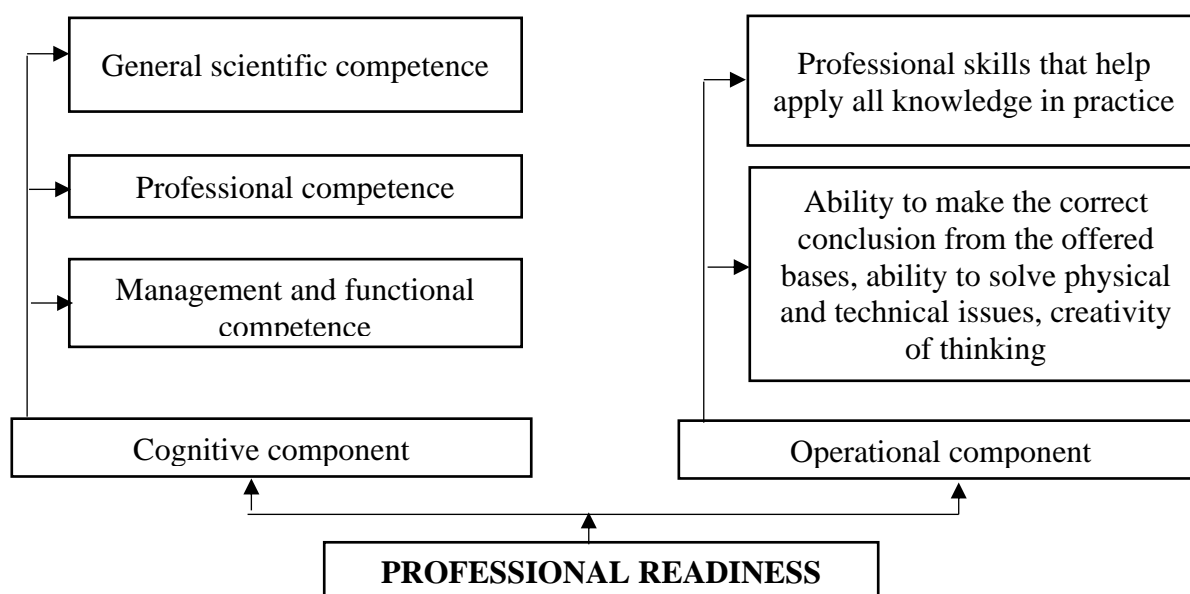 General scientific competence
Professional competence
Management and functional
competence
Cognitive component
Professional skills that help
apply all knowledge in practice
Ability to make the correct
conclusion from the offered
bases, ability to solve physical
and technical issues, creativity
of thinking
Operational component
PROFESSIONAL READINESS